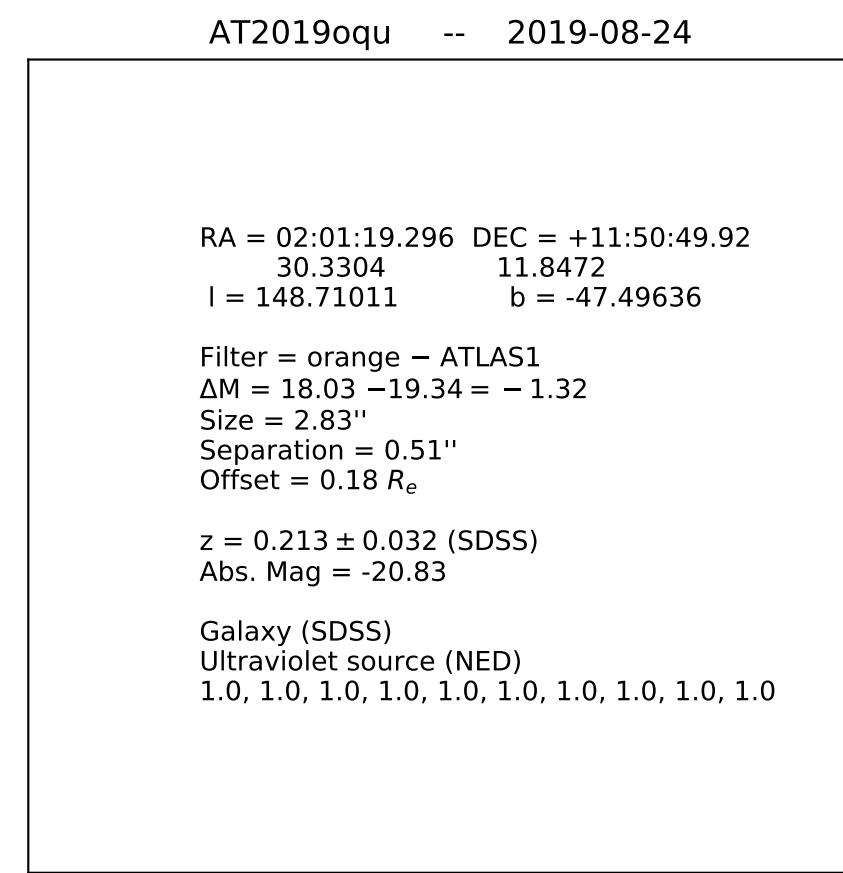 AT2019oqu -- 2019-08-24
RA = 02:01:19.296 DEC = +11:50:49.92
30.3304 11.8472
l = 148.71011 b = -47.49636
Filter = orange − ATLAS1
ΔM = 18.03 −19.34 = − 1.32
Size = 2.83''
Separation = 0.51''
Offset = 0.18 Re
z = 0.213 ± 0.032 (SDSS)
Abs. Mag = -20.83
Galaxy (SDSS)
Ultraviolet source (NED)
1.0, 1.0, 1.0, 1.0, 1.0, 1.0, 1.0, 1.0, 1.0, 1.0